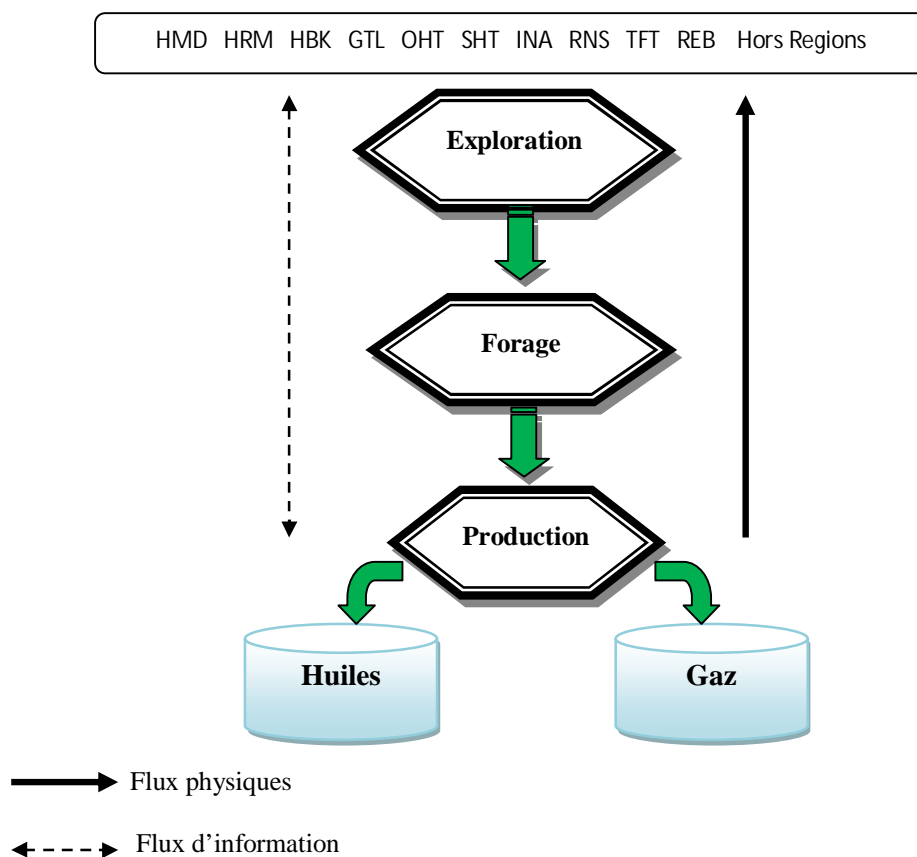 HMD HRM HBK GTL OHT SHT INA RNS TFT REB Hors Regions
Exploration
Forage
Production
Huiles
Gaz
Flux physiques
Flux d’information